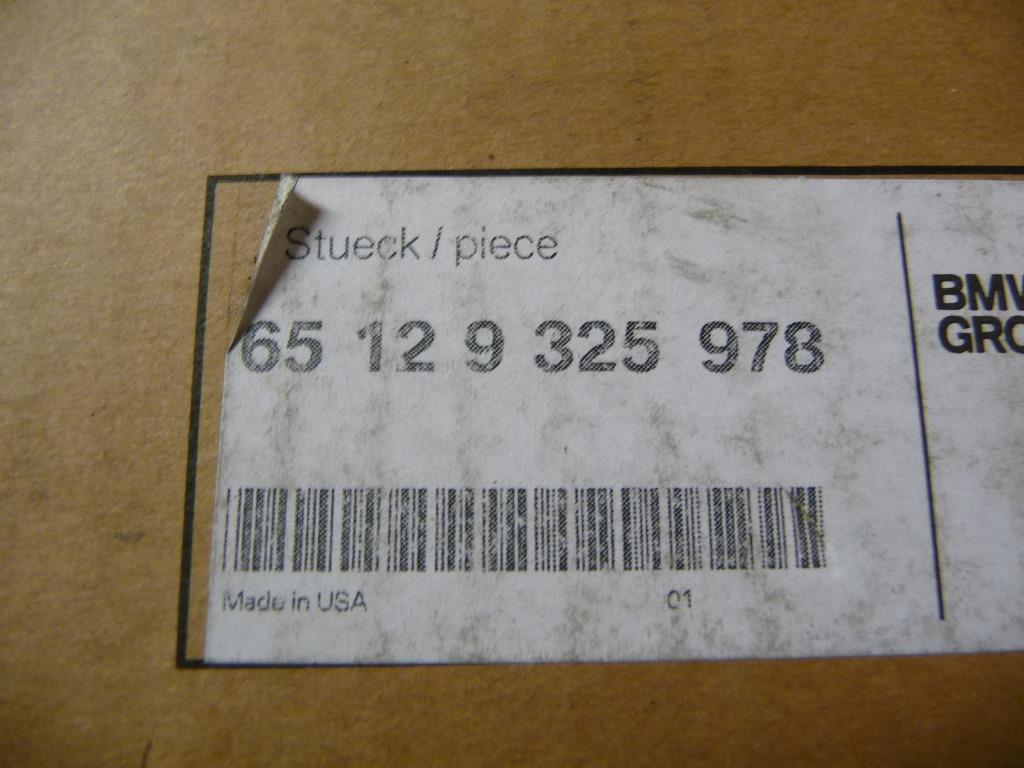 Stueck / piece
65 12 9 325 978
BMW
GRO
Made in USA
01